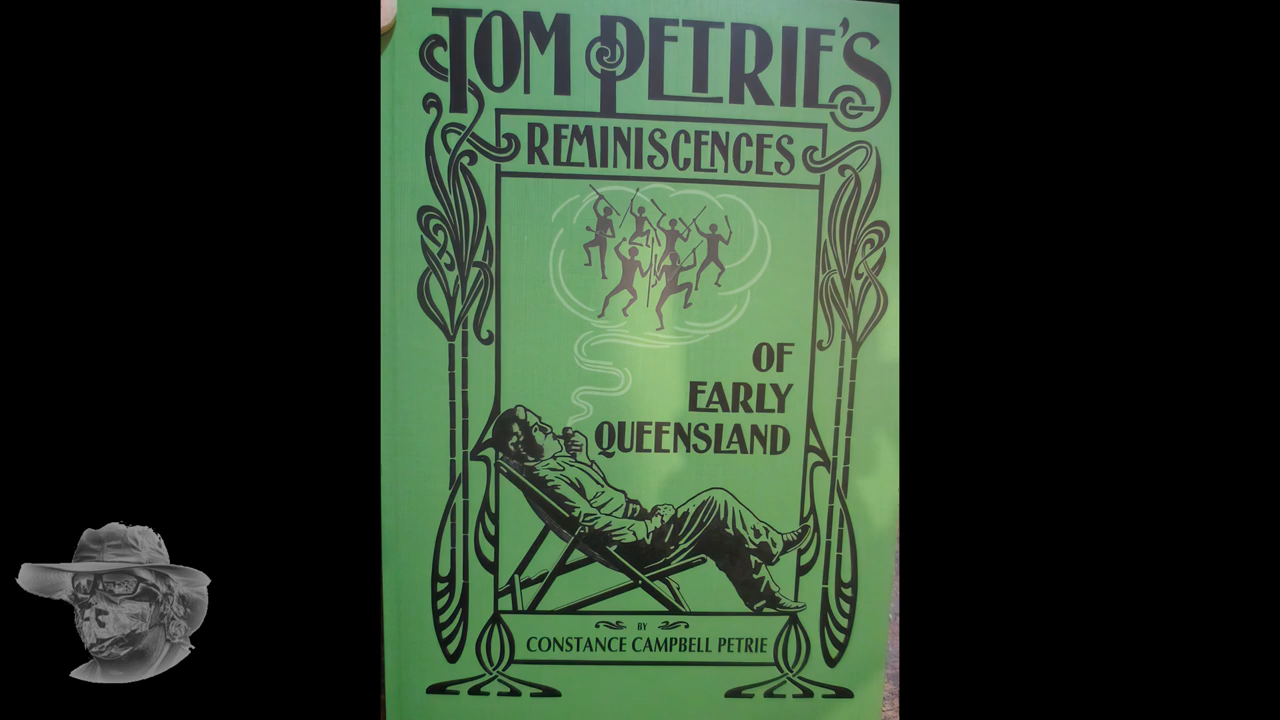 TOM PETRIE'S
REMINISCENCES
OF
EARLY
QUEENSLAND
BY
CONSTANCE CAMPBELL PETRIE